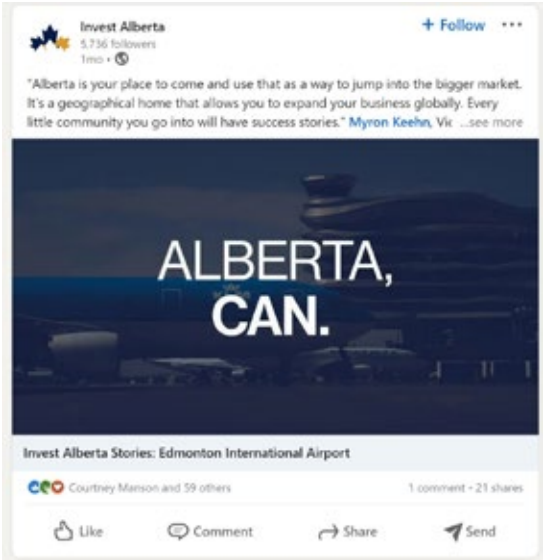 Invest Alberta
+ Follow ...
5,736 followers
1mo •
"Alberta is your place to come and use that as a way to jump into the bigger market.
It's a geographical home that allows you to expand your business globally. Every
little community you go into will have success stories." Myron Keehn, Vic ...see more
ALBERTA,
CAN.
Invest Alberta Stories: Edmonton International Airport
Courtney Manson and 59 others
1 comment • 21 shares
Like
Comment
Share
Send